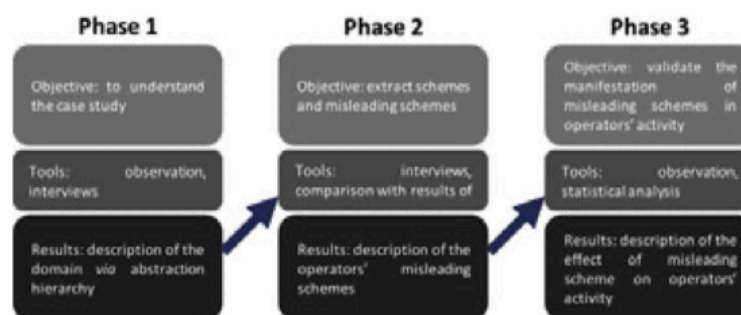 Phase 1
Objective: to understand
the case study
Tools: observation,
interviews
Results: description of the
domain via abstraction
hierarchy
Phase 2
Objective: extract schemes
and misleading schemes
Tools: interviews,
comparison with results of
Results: description of the
operators' misleading
schemes
Phase 3
Objective: validate the
manifestation of
misleading schemes in
operators' activity
Tools: observation,
statistical analysis
Results: description of the
effect of misleading
scheme on operators'
activity